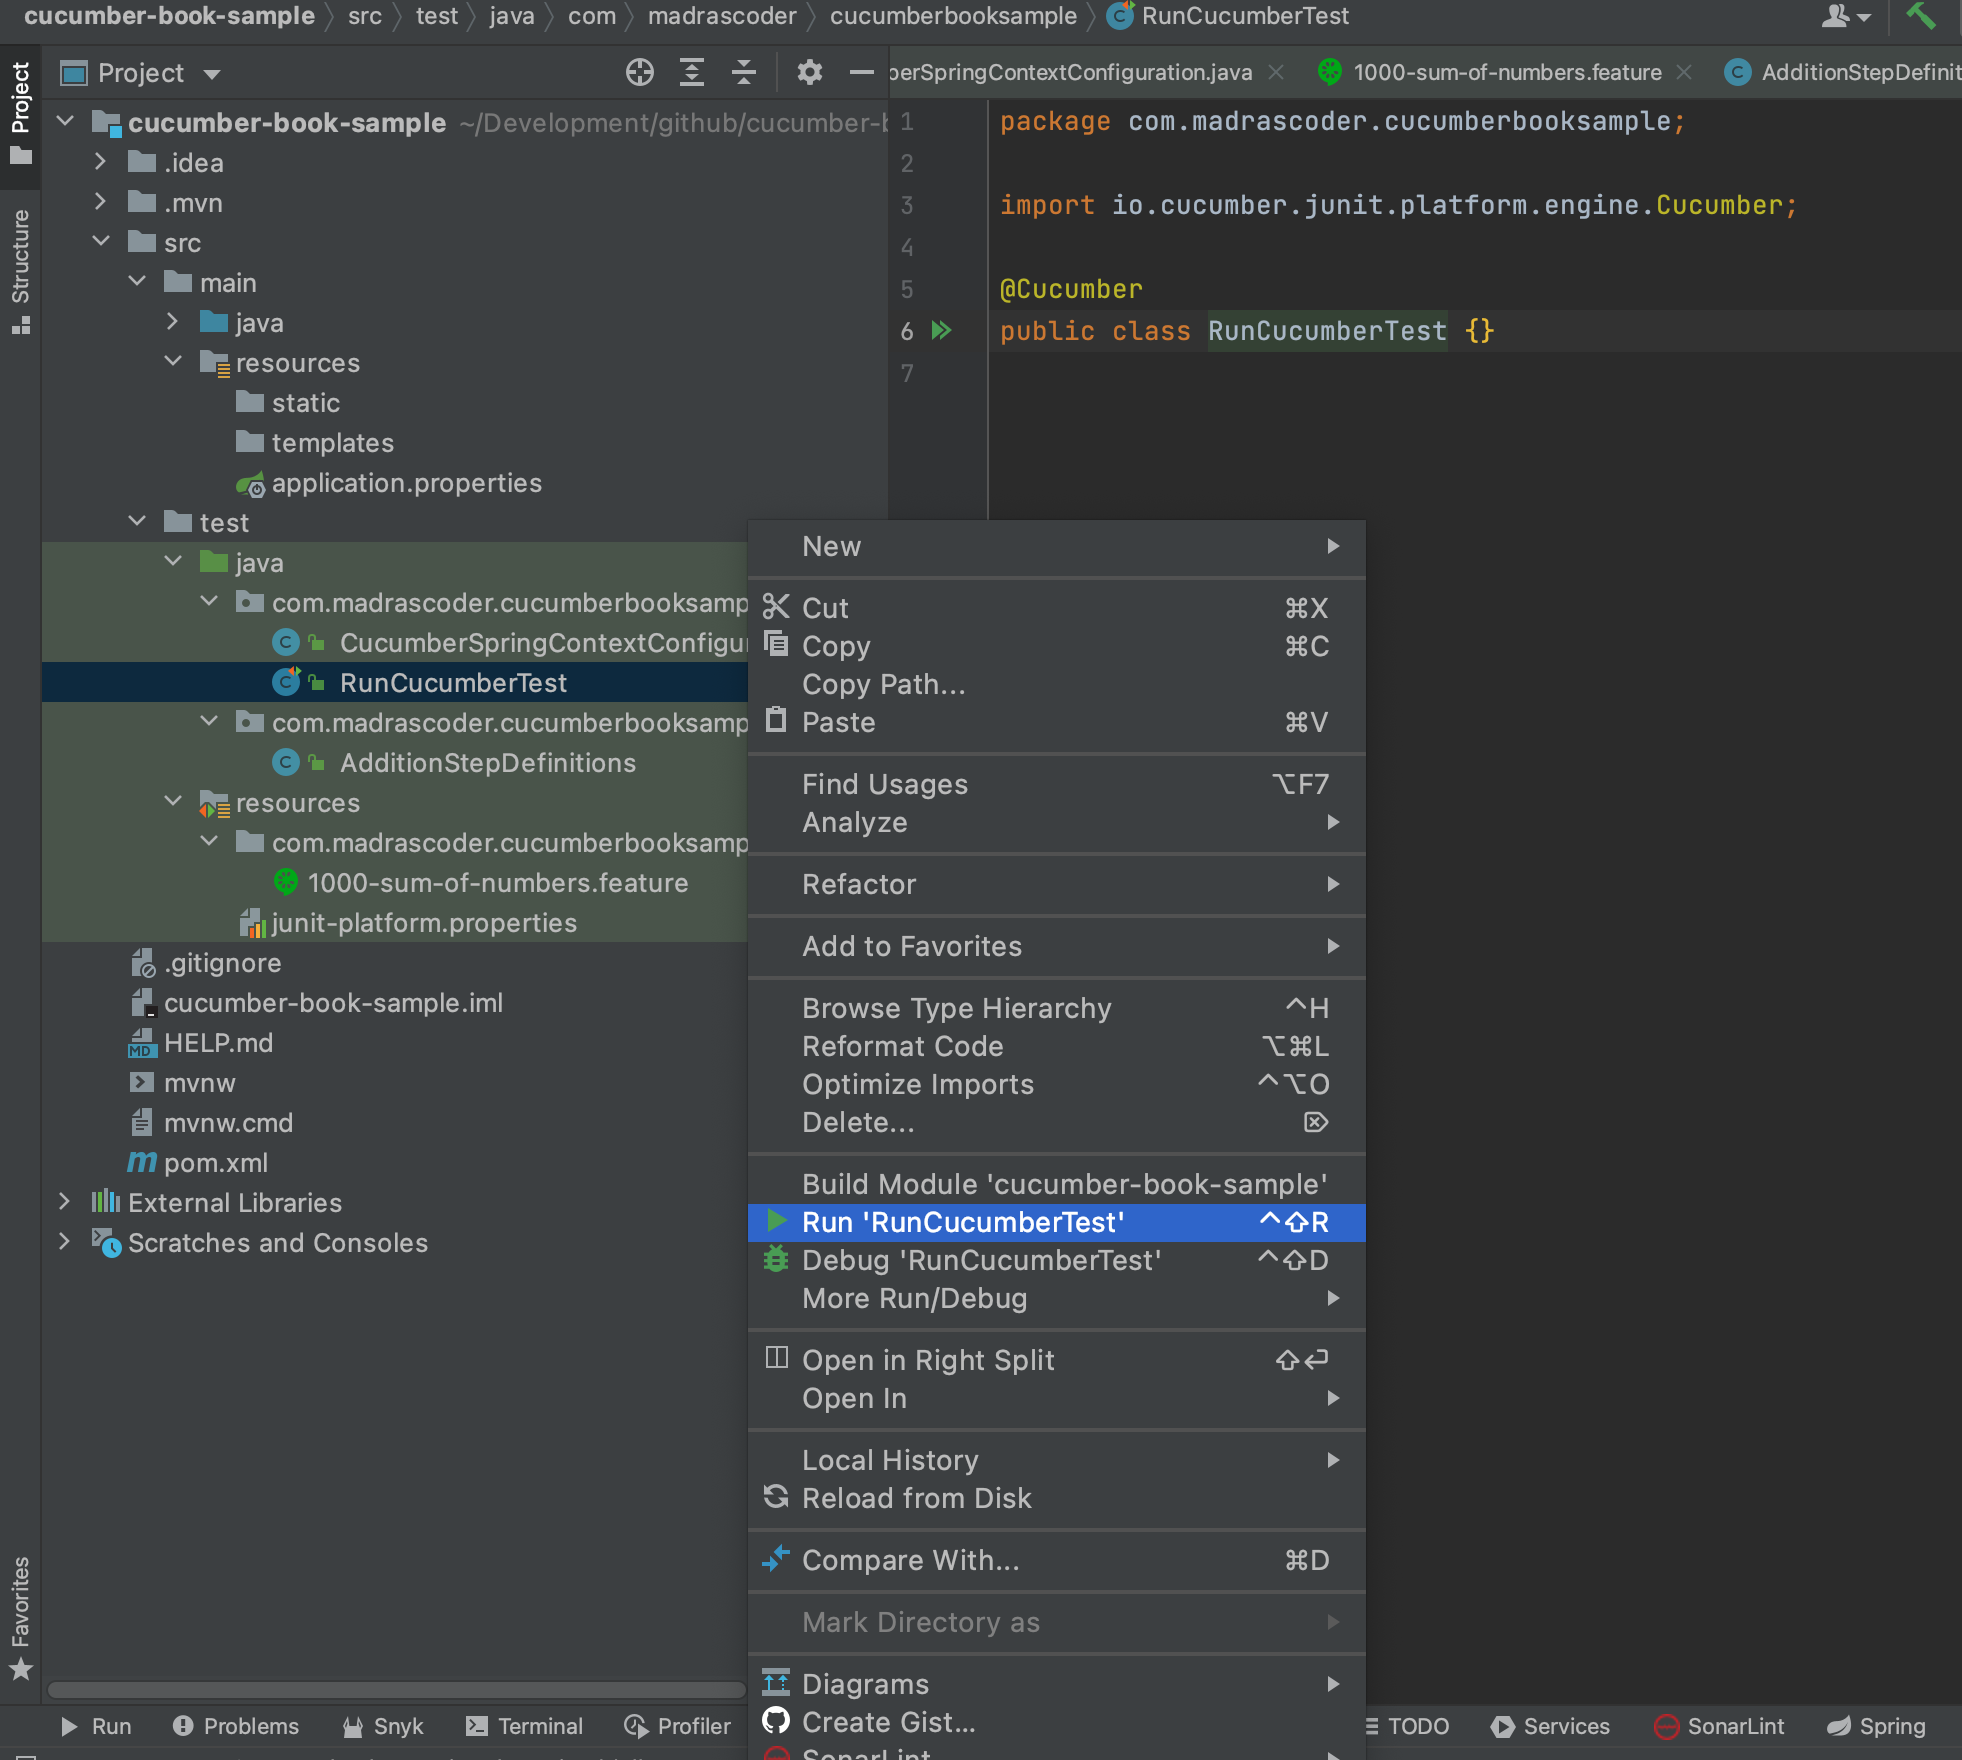 cucumber-book-sample src test java com madrascoder cucumberbooksample RunCucumberTest
Project
Structure
Favorites
Project
cucumber-book-sample ~/Development/github/cucumber-
.idea
.mvn
src
main
java
resources
static
templates
application.properties
test
java
com.madrascoder.cucumberbooksamp
CucumberSpringContextConfigu
RunCucumberTest
com.madrascoder.cucumberbooksamp
AdditionStepDefinitions
resources
com.madrascoder.cucumberbooksamp
1000-sum-of-numbers.feature
junit-platform.properties
.gitignore
cucumber-book-sample.iml
HELP.md
mvnw
mvnw.cmd
pom.xml
External Libraries
Scratches and Consoles
berSpringContextConfiguration.java 1000-sum-of-numbers.feature AdditionStepDefinit
1 package com.madrascoder.cucumberbooksample;
2
3 import io.cucumber.junit.platform.engine.Cucumber;
4
5 @Cucumber
6 public class RunCucumberTest {}
7
New
Cut ⌘X
Copy ⌘C
Copy Path...
Paste ⌘V
Find Usages ⌥F7
Analyze
Refactor
Add to Favorites
Browse Type Hierarchy ^H
Reformat Code ⌥⌘L
Optimize Imports ^⌥O
Delete... ⌦
Build Module 'cucumber-book-sample'
Run 'RunCucumberTest' ^⇧R
Debug 'RunCucumberTest' ^⇧D
More Run/Debug
Open in Right Split ⇧↩
Open In
Local History
Reload from Disk
Compare With... ⌘D
Mark Directory as
Diagrams
Create Gist...
SonarLint
Run Problems Snyk Terminal Profiler TODO Services SonarLint Spring